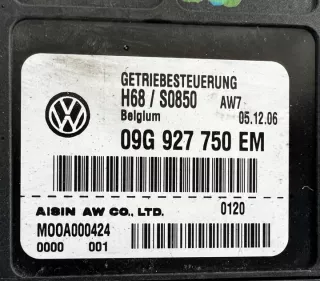 GETRIEBESTEUERUNG
H68 / S0850 AW7
Belgium 05.12.06
09G 927 750 EM
AISIN AW CO., LTD. 0120
M00A000424
0000 001